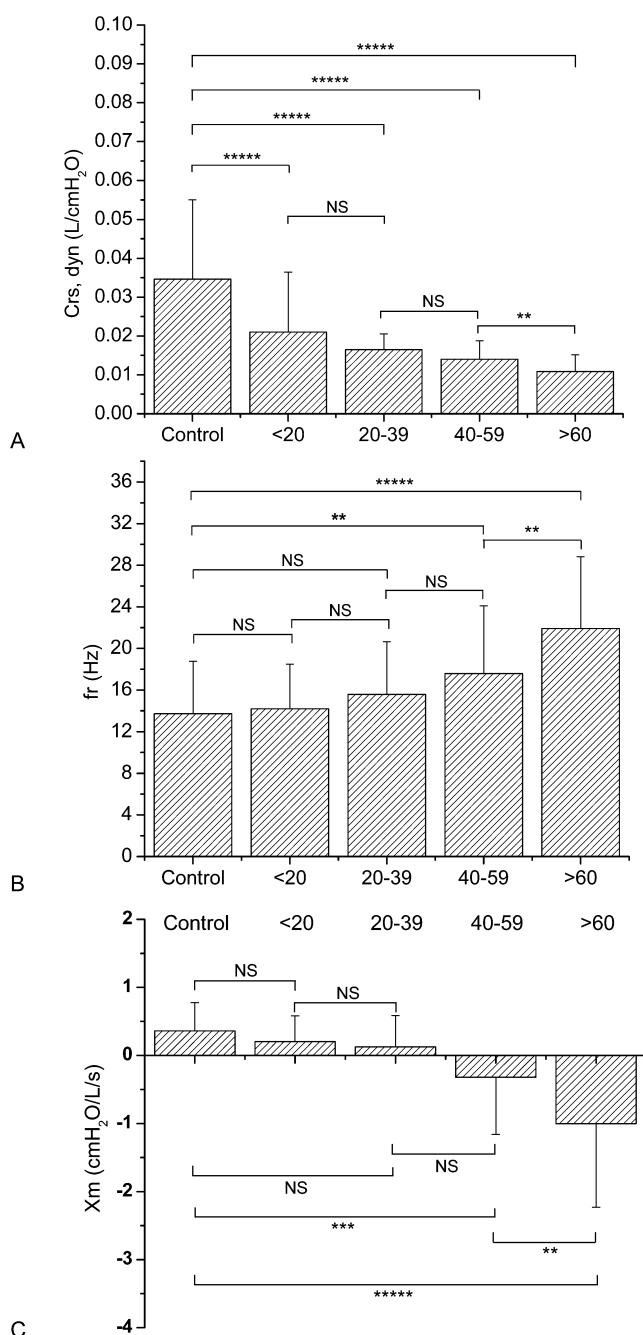 0.10
*****
0.09
*****
0.08
*****
0.07
*****
0.06
NS
0.05
0.04
NS
0.03
**
0.02
0.01
0.00
Crs, dyn (L/cmH2O)
Control <20 20-39 40-59 >60
A
36
*****
32
**
**
28
NS
NS
24
NS
NS
20
16
12
8
4
0
fr (Hz)
Control <20 20-39 40-59 >60
B
2
Control <20 20-39 40-59 >60
NS
NS
1
0
-1
NS
NS
-2
***
**
-3
*****
-4
Xm (cmH2O/L/s)
C